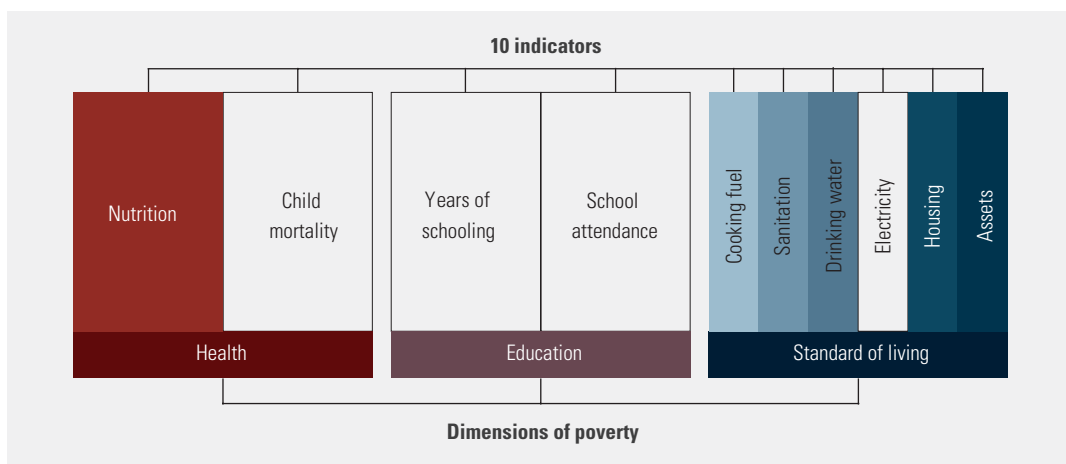 10 indicators
Nutrition
Child
mortality
Years of
schooling
School
attendance
Cooking fuel
Sanitation
Drinking water
Electricity
Housing
Assets
Health
Education
Standard of living
Dimensions of poverty